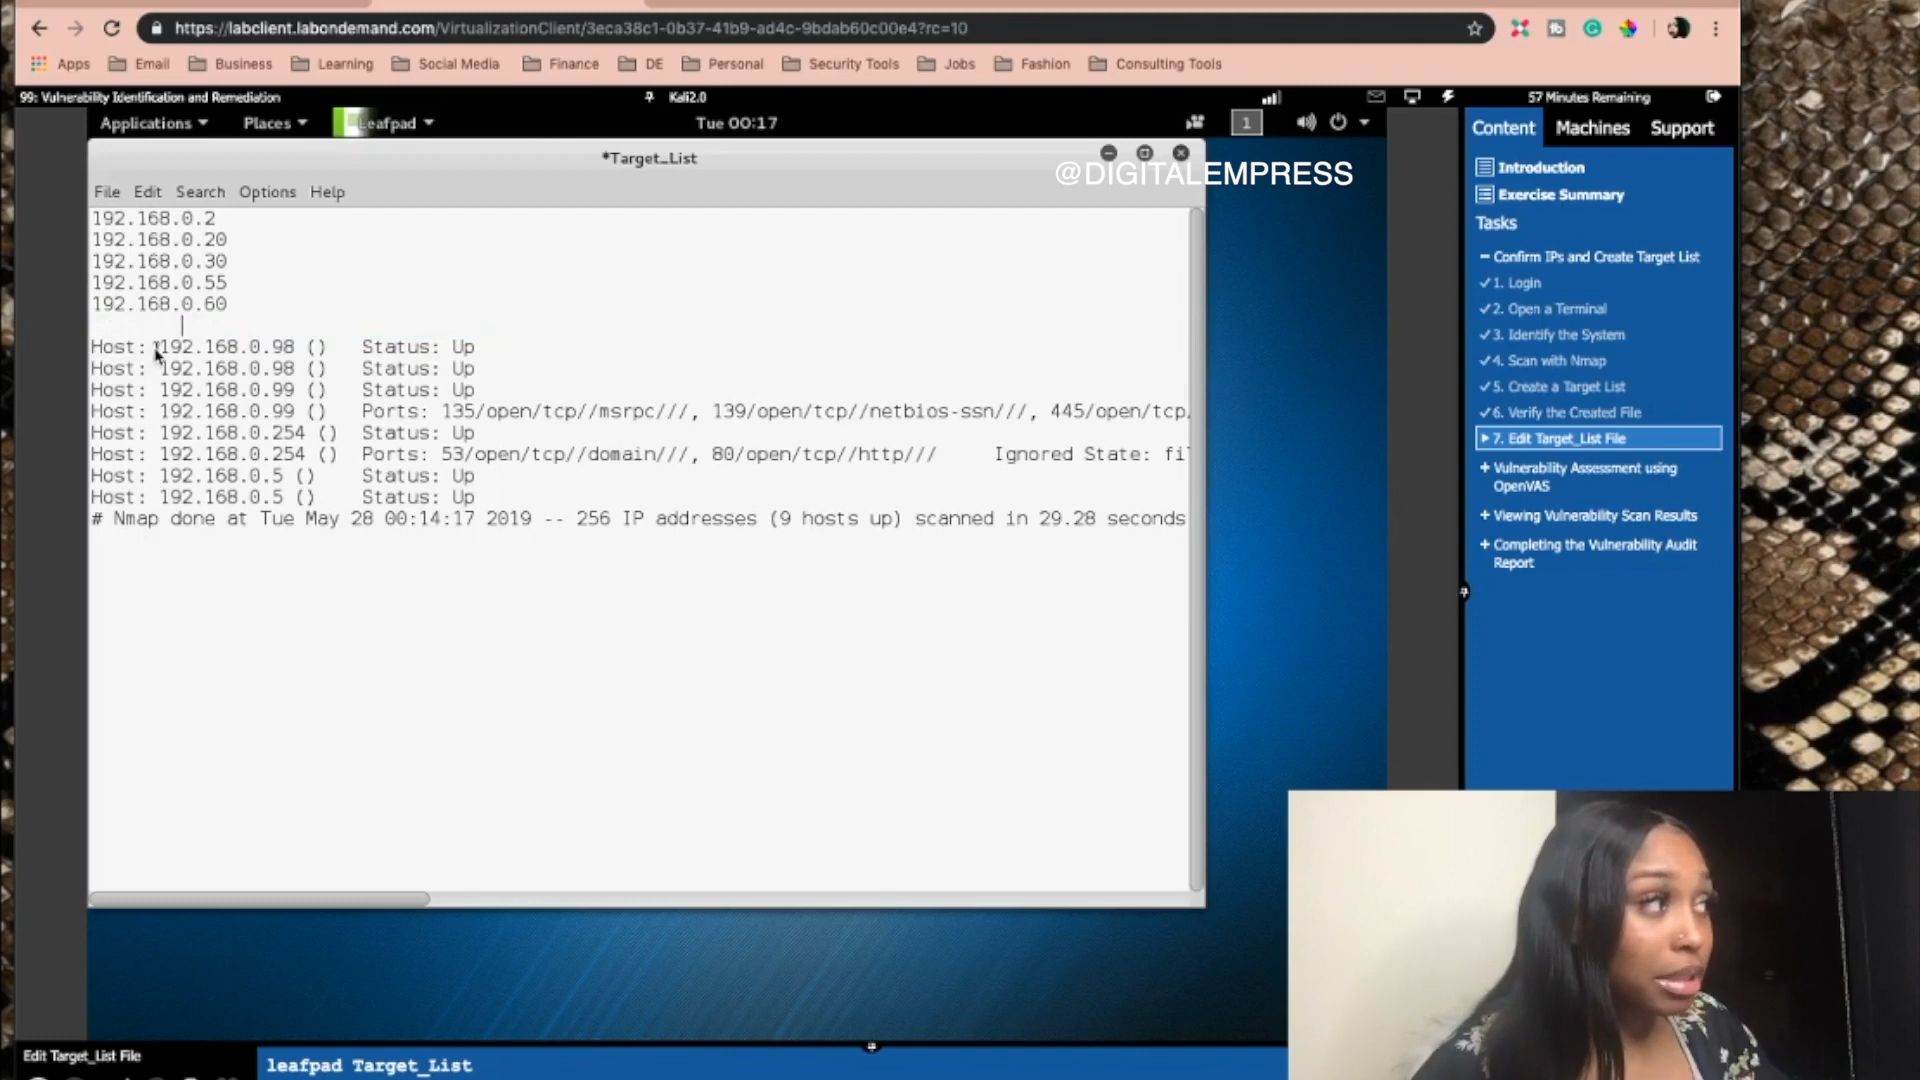 https://labclient.labondemand.com/VirtualizationClient/3eca38c1-0b37-41b9-ad4c-9bdab60c00e4?rc=10
Apps Email Business Learning Social Media Finance DE Personal Security Tools Jobs Fashion Consulting Tools
99: Vulnerability Identification and Remediation Kali2.0 57 Minutes Remaining
Applications Places Leafpad Tue 00:17 1
*Target_List
@DIGITALEMPRESS
File Edit Search Options Help
192.168.0.2
192.168.0.20
192.168.0.30
192.168.0.55
192.168.0.60
Host: 192.168.0.98 () Status: Up
Host: 192.168.0.98 () Status: Up
Host: 192.168.0.99 () Status: Up
Host: 192.168.0.99 () Ports: 135/open/tcp//msrpc///, 139/open/tcp//netbios-ssn///, 445/open/tcp/
Host: 192.168.0.254 () Status: Up
Host: 192.168.0.254 () Ports: 53/open/tcp//domain///, 80/open/tcp//http/// Ignored State: fi
Host: 192.168.0.5 () Status: Up
Host: 192.168.0.5 () Status: Up
# Nmap done at Tue May 28 00:14:17 2019 -- 256 IP addresses (9 hosts up) scanned in 29.28 seconds
Content Machines Support
Introduction
Exercise Summary
Tasks
− Confirm IPs and Create Target List
✓1. Login
✓2. Open a Terminal
✓3. Identify the System
✓4. Scan with Nmap
✓5. Create a Target List
✓6. Verify the Created File
7. Edit Target_List File
+ Vulnerability Assessment using
OpenVAS
+ Viewing Vulnerability Scan Results
+ Completing the Vulnerability Audit
Report
Edit Target_List File
leafpad Target_List